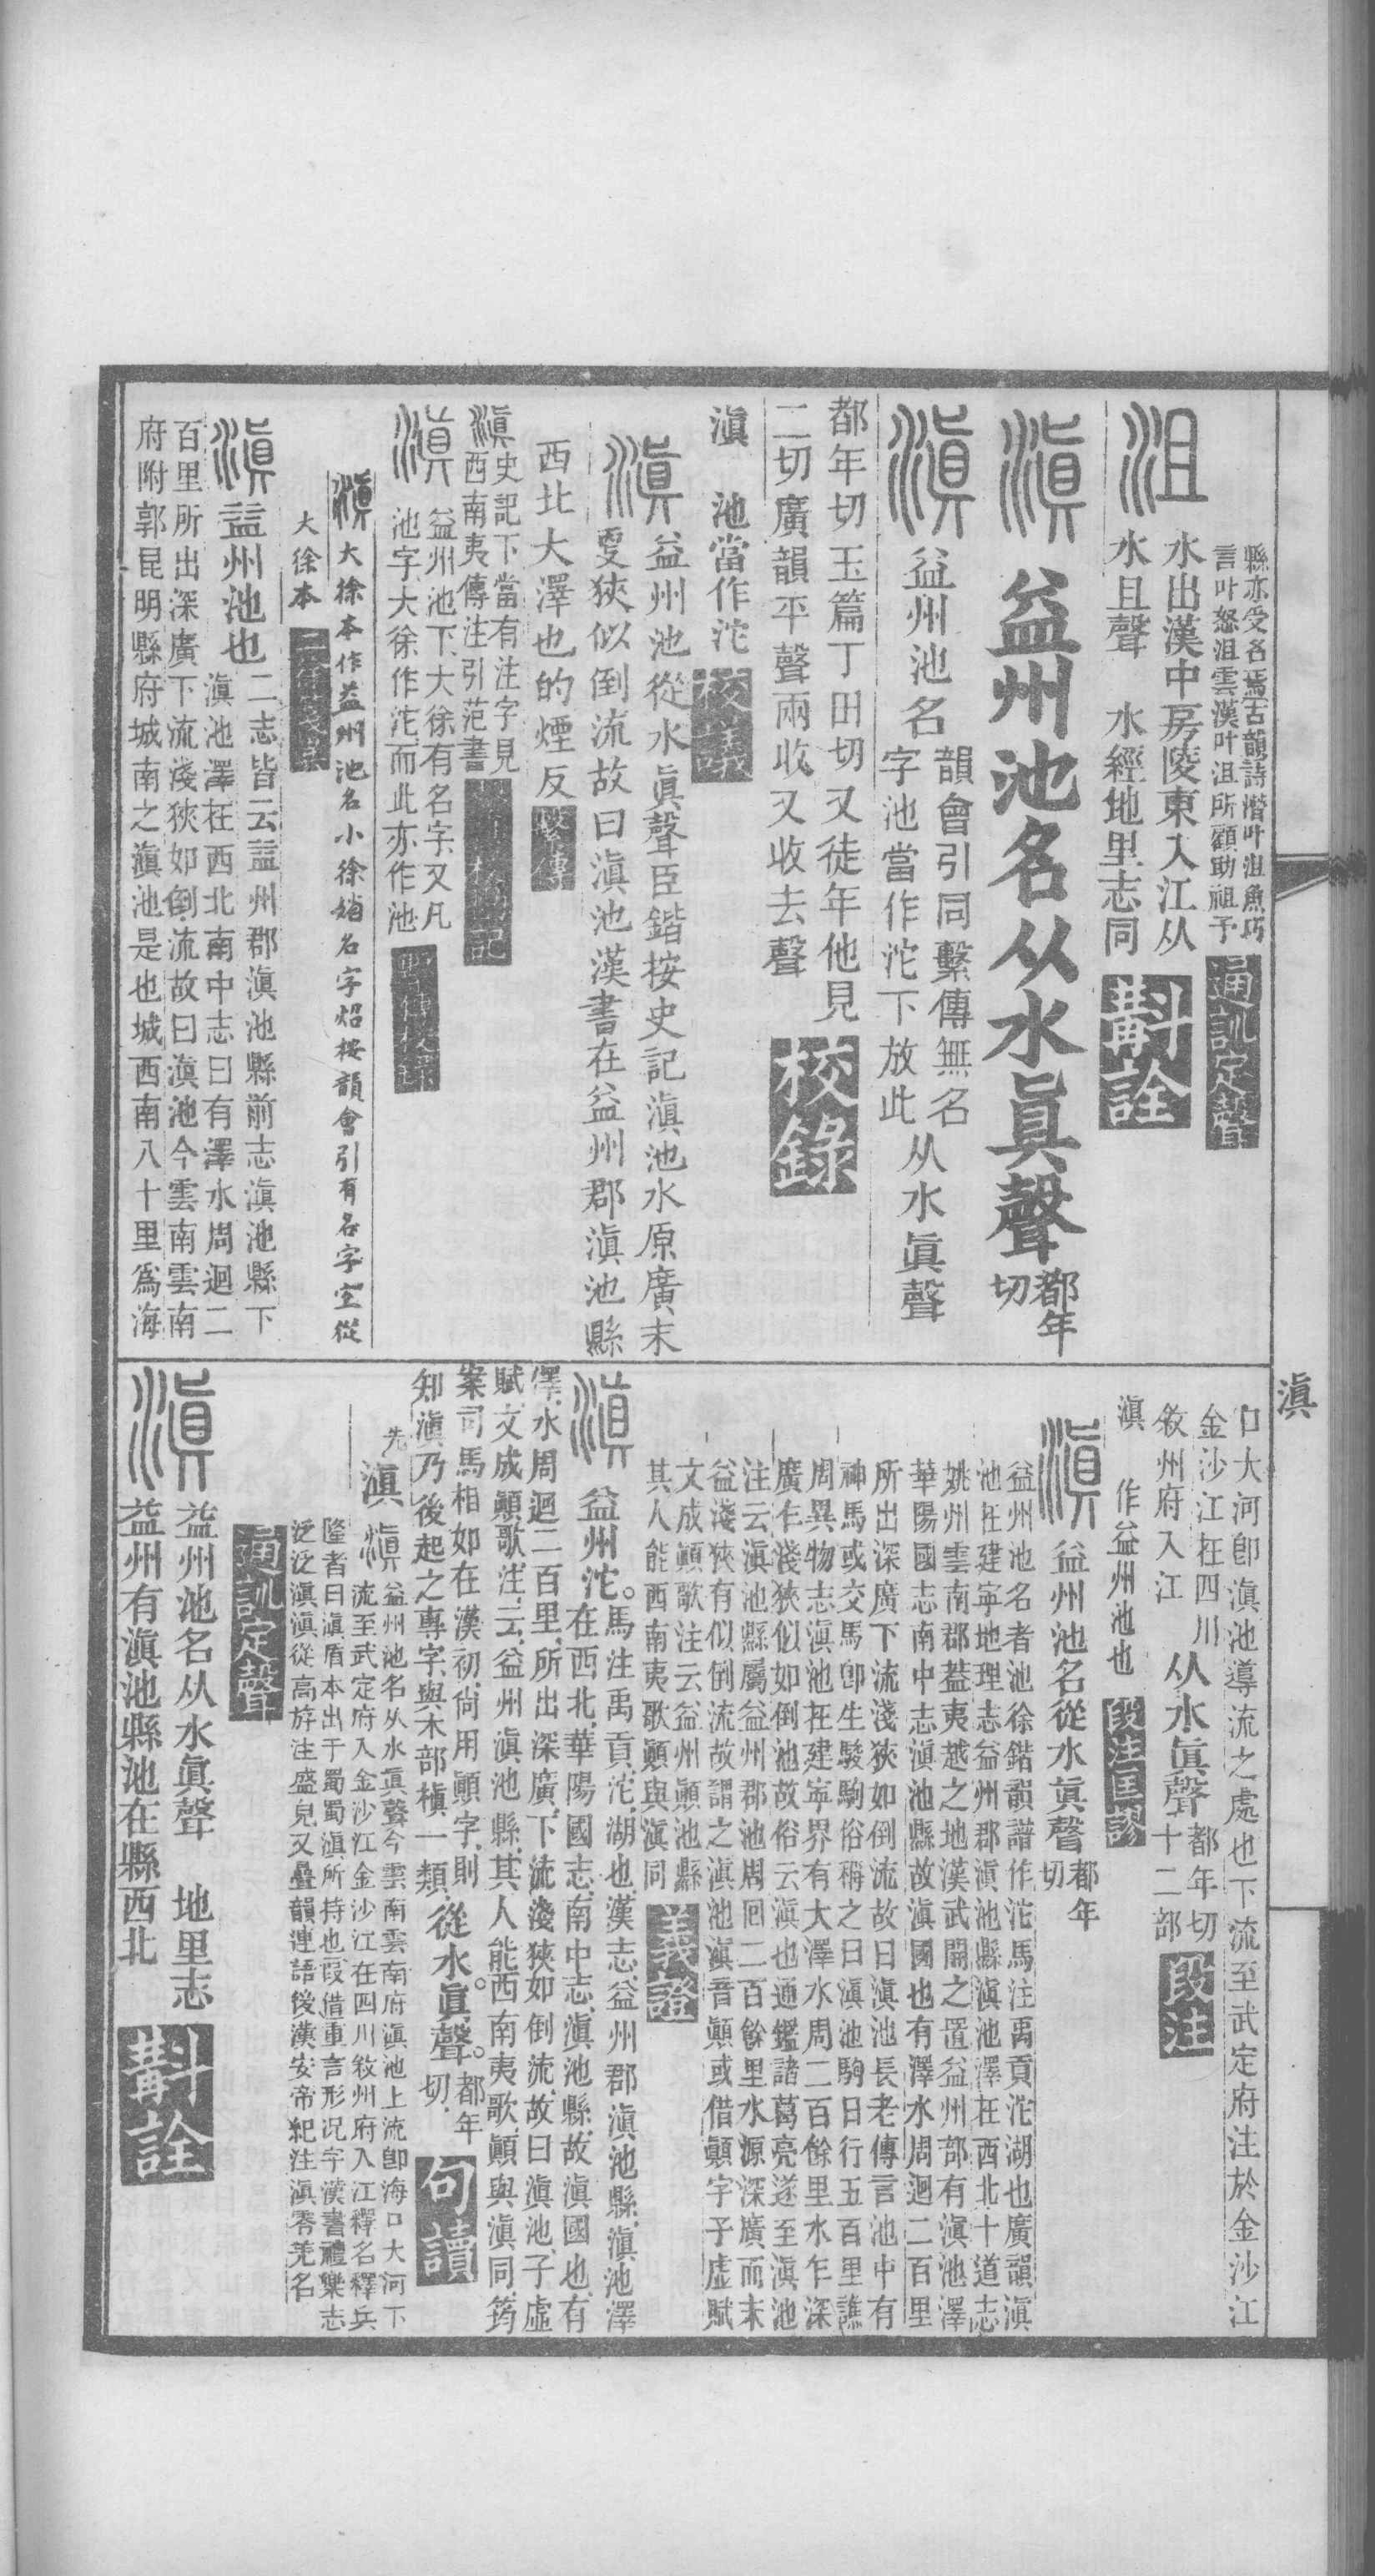 縣亦受名焉古韻詩譖叶沮魚巧
言叶怒沮雲漢叶沮所顧助祖予
通訓定聲
沮
水出漢中房陵東入江从
水且聲 水經地里志同
斠詮
滇
益州池名从水眞聲
都年
切
滇
益州池名
韻會引同繫傳無名
字池當作沱下放此
从水眞聲
都年切玉篇丁田切又徒年他見
二切廣韻平聲兩收又收去聲
校錄
滇 池當作沱
校議
滇
益州池從水眞聲臣鍇按史記滇池水原廣末
更狹似倒流故曰滇池漢書在益州郡滇池縣
西北大澤也的煙反
繫傳
滇
史記下當有注字見
西南夷傳注引范書
滇
益州池下大徐有名字又凡
池字大徐作沱而此亦作池
繫傳校錄
滇大徐本作益州池名小徐捝名字炤按韻會引有名字宜從
大徐本
滇
益州池也
二志皆云益州郡滇池縣前志滇池縣下
滇池澤在西北南中志曰有澤水周迴二
百里所出深廣下流淺狹如倒流故曰滇池今雲南雲南
府附郭昆明縣府城南之滇池是也城西南八十里爲海
滇
口大河卽滇池導流之處也下流至武定府注於金沙江
金沙江在四川
敘州府入江
从水眞聲
都年切
十二部
段注
滇 作益州池也
段注匡謬
滇
益州池名從水眞聲
都年
切
益州池名者池徐鍇韻譜作沱馬注禹貢沱湖也廣韻滇
池在建寧地理志益州郡滇池縣滇池澤在西北十道志
姚州雲南郡葢夷越之地漢武開之置益州部有滇池澤
華陽國志南中志滇池縣故滇國也有澤水周迴二百里
所出深廣下流淺狹如倒流故曰滇池長老傳言池中有
神馬或交馬卽生駿駒俗稱之曰滇池駒日行五百里譙
周異物志滇池在建寧界有大澤水周二百餘里水乍深
廣乍淺狹似如倒池故俗云滇也通鑑諸葛亮遂至滇池
注云滇池縣屬益州郡池周回二百餘里水源深廣而末
益淺狹有似倒流故謂之滇池滇音顚或借顚字子虛賦
文成顚歌注云益州顚池縣
其人能西南夷歌顚與滇同
義證
滇
益州沱。
馬注禹貢沱湖也漢志益州郡滇池縣滇池澤
在西北華陽國志南中志滇池縣故滇國也有
澤水周迴二百里所出深廣下流淺狹如倒流故曰滇池子虛
賦文成顚歌注云益州滇池縣其人能西南夷歌顚與滇同筠
案司馬相如在漢初尙用顚字則
知滇乃後起之專字與木部槙一類
從水。眞聲。
都年
切
句讀
先
滇
滇
益州池名从水眞聲今雲南雲南府滇池上流卽海口大河下
流至武定府入金沙江金沙江在四川敘州府入江釋名釋兵
隆者曰滇盾本出于蜀蜀滇所持也叚借重言形況字漢書禮樂志
泛泛滇滇從高斿注盛皃又疊韻連語後漢安帝紀注滇零羌名
通訓定聲
滇
益州池名从水眞聲 地里志
益州有滇池縣池在縣西北
斠詮